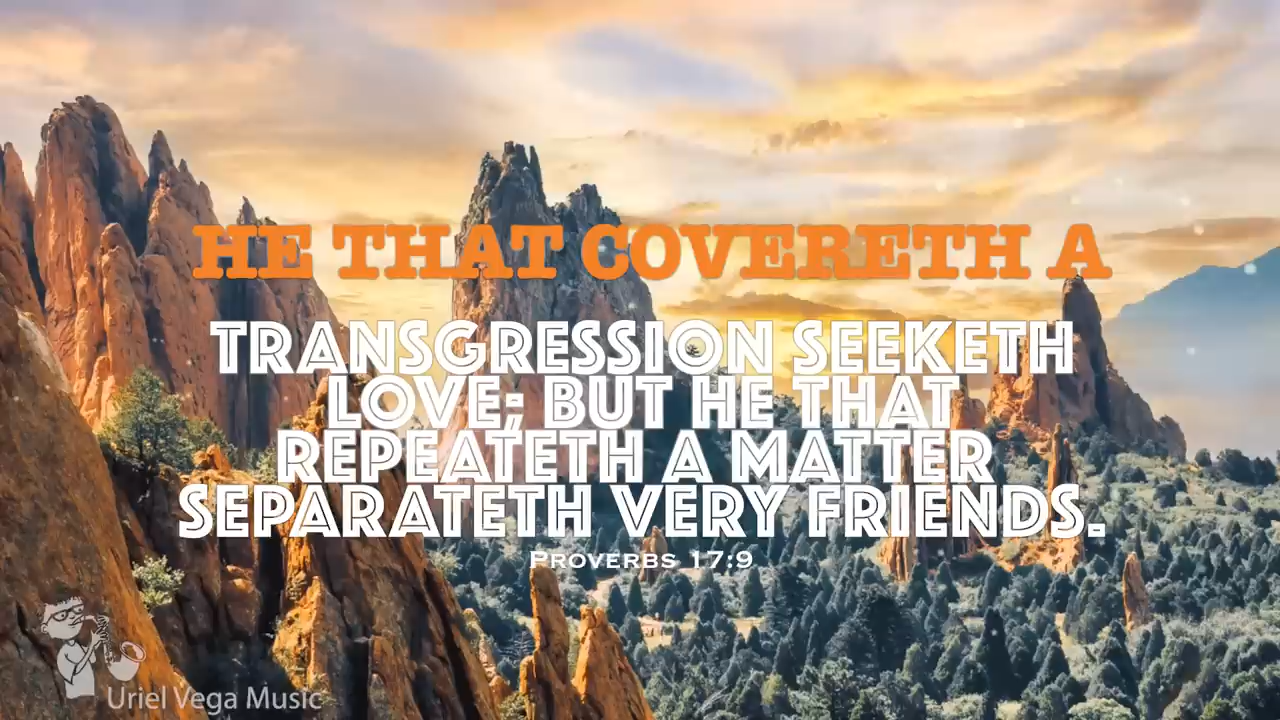 HE THAT COVERETH A
TRANSGRESSION SEEKETH
LOVE; BUT HE THAT
REPEATETH A MATTER
SEPARATETH VERY FRIENDS.
PROVERBS 17:9
Uriel Vega Music